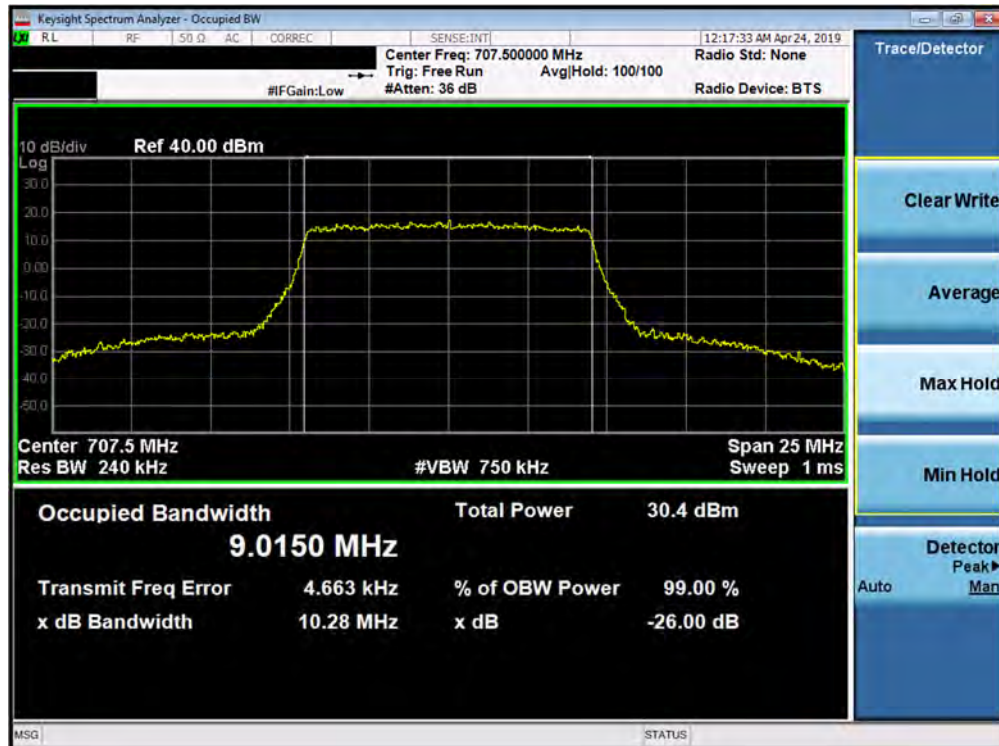 Keysight Spectrum Analyzer - Occupied BW
LXI RL RF 50 Ω AC CORREC SENSE:INT 12:17:33 AM Apr 24, 2019
Center Freq: 707.500000 MHz Radio Std: None
Trig: Free Run Avg|Hold: 100/100
#IFGain:Low #Atten: 36 dB Radio Device: BTS
Trace/Detector
10 dB/div Ref 40.00 dBm
Log
30.0
20.0
10.0
0.00
-10.0
-20.0
-30.0
-40.0
-50.0
Center 707.5 MHz Span 25 MHz
Res BW 240 kHz #VBW 750 kHz Sweep 1 ms
Occupied Bandwidth Total Power 30.4 dBm
9.0150 MHz
Transmit Freq Error 4.663 kHz % of OBW Power 99.00 %
x dB Bandwidth 10.28 MHz x dB -26.00 dB
Clear Write
Average
Max Hold
Min Hold
Detector
Peak
Auto Man
MSG STATUS